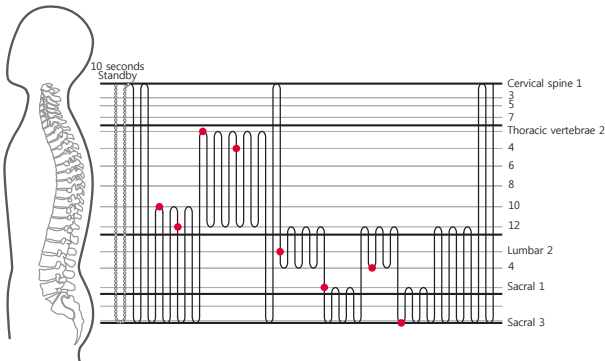 10 seconds
Standby
Cervical spine 1
3
5
7
Thoracic vertebrae 2
4
6
8
10
12
Lumbar 2
4
Sacral 1
Sacral 3